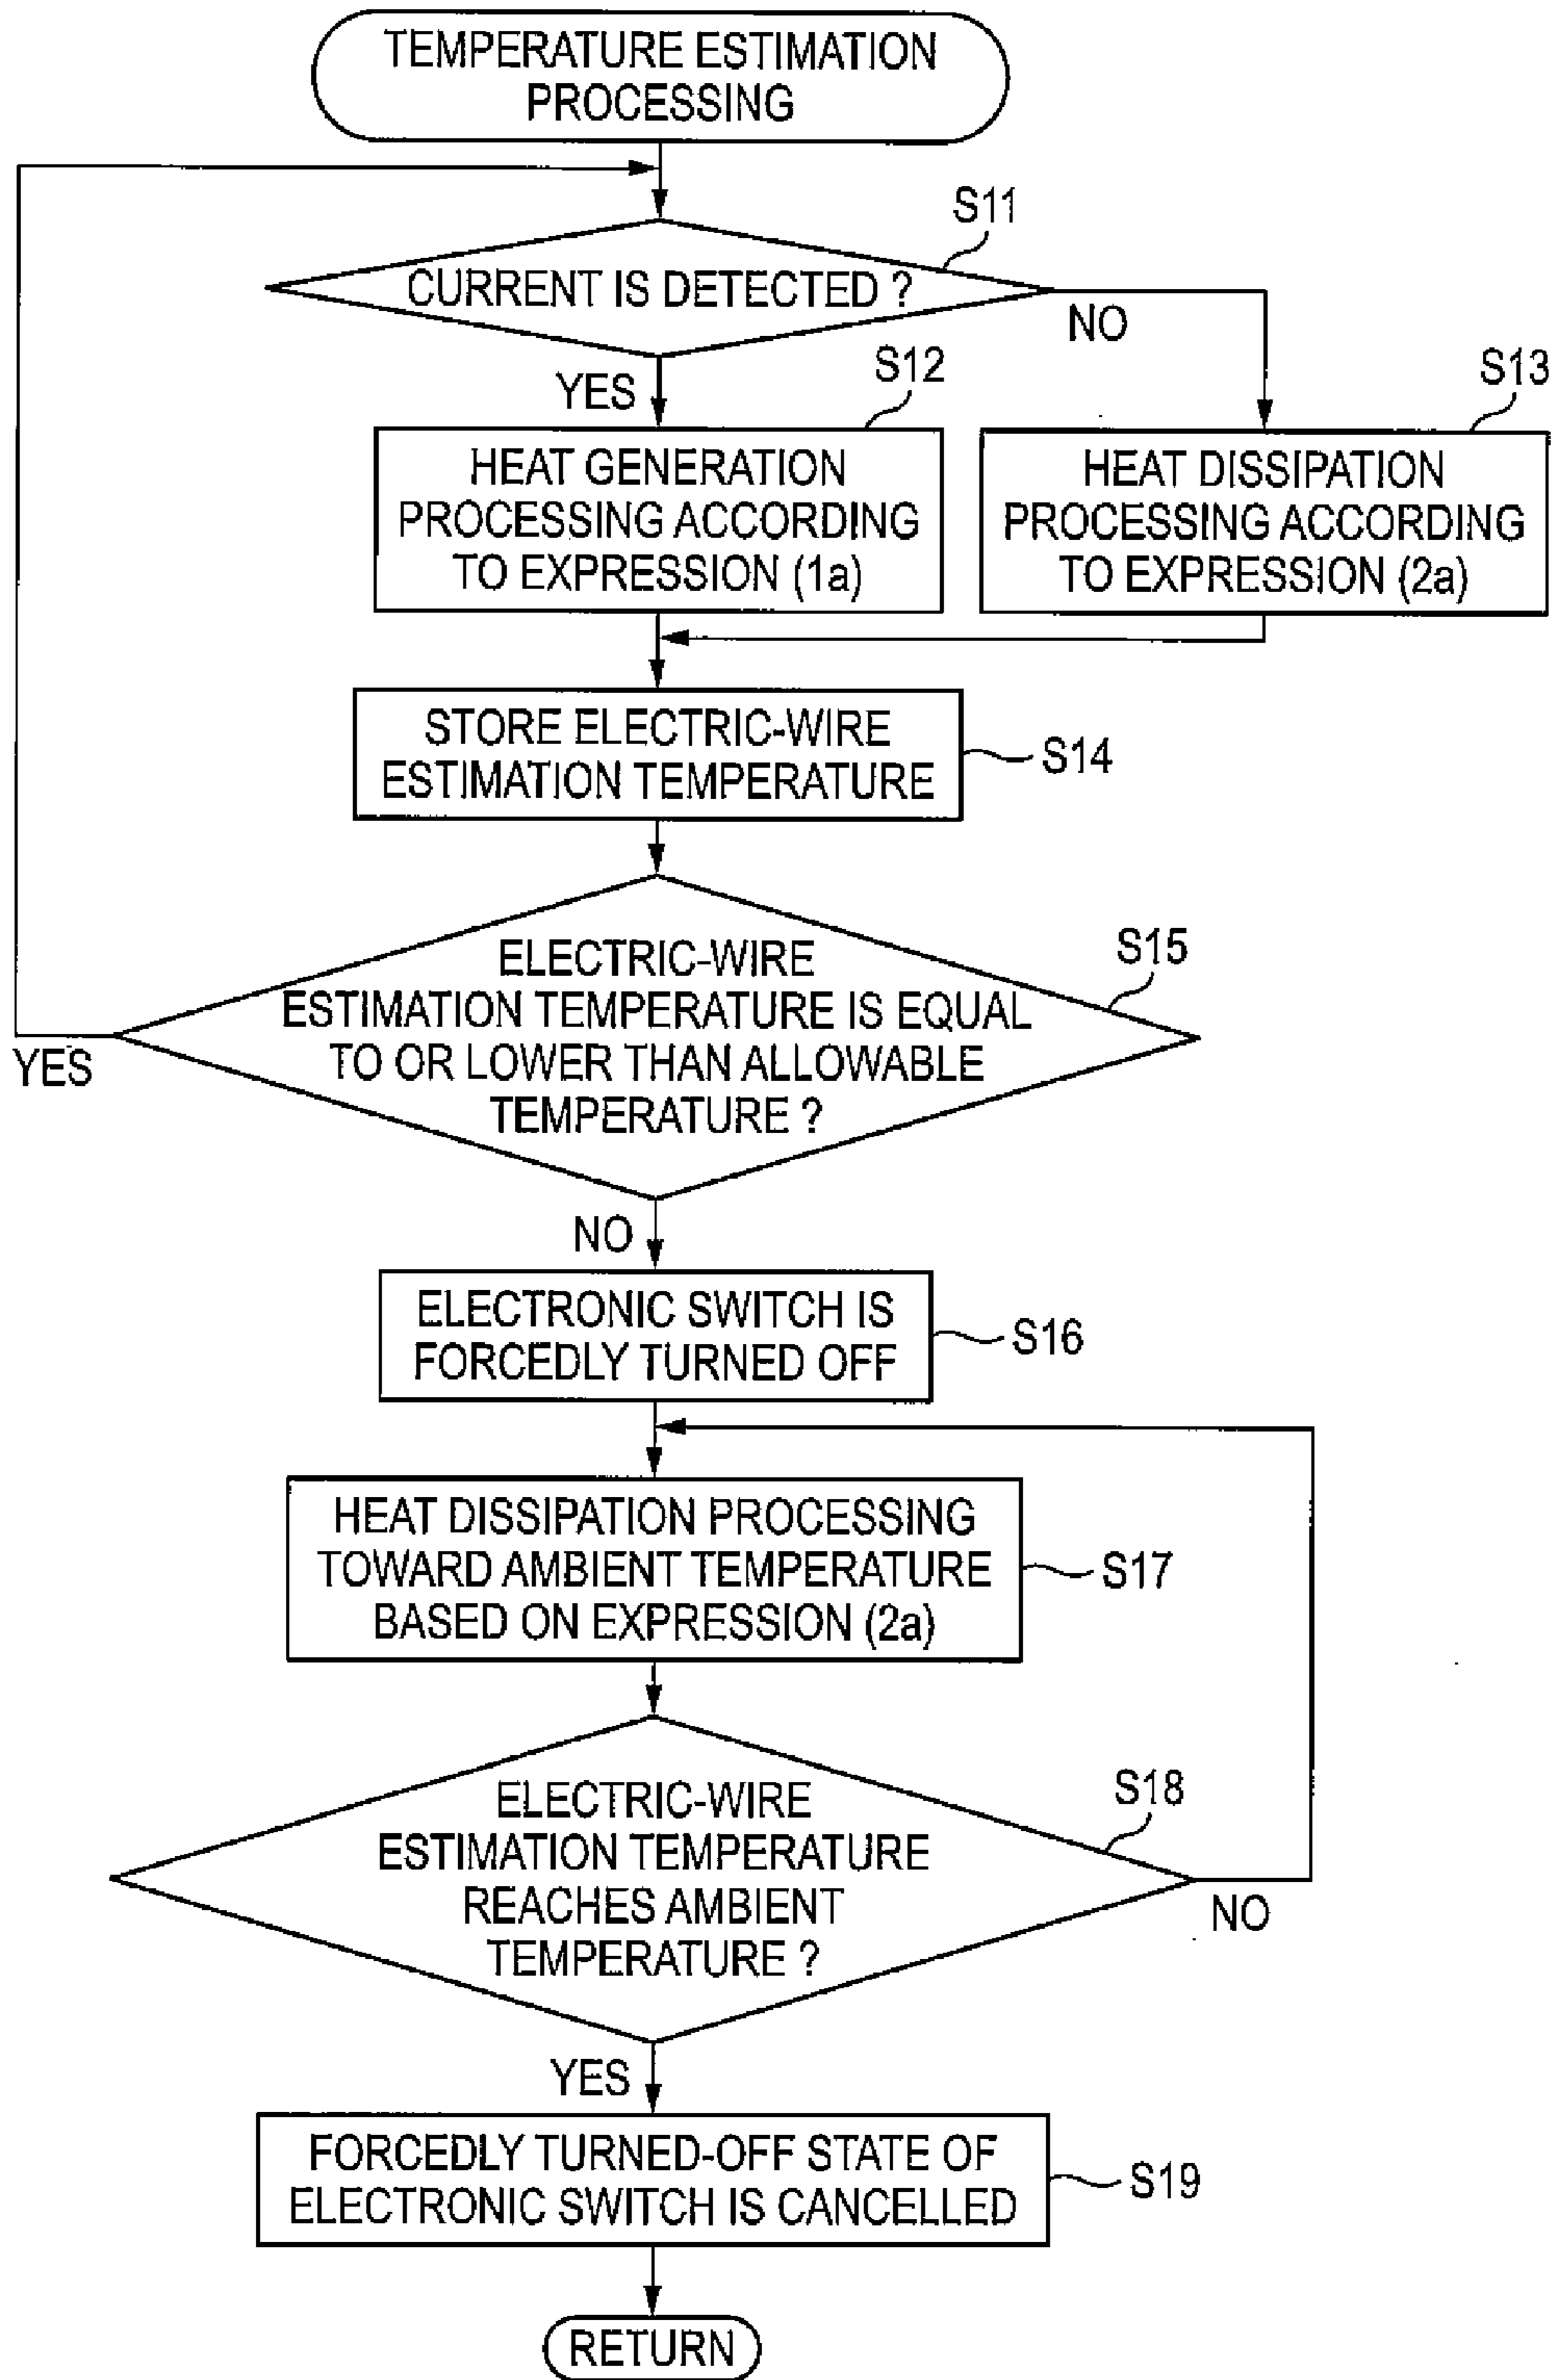 TEMPERATURE ESTIMATION
PROCESSING
S11
CURRENT IS DETECTED ?
NO
YES
S12
S13
HEAT GENERATION
PROCESSING ACCORDING
TO EXPRESSION (1a)
HEAT DISSIPATION
PROCESSING ACCORDING
TO EXPRESSION (2a)
STORE ELECTRIC-WIRE
ESTIMATION TEMPERATURE
S14
S15
ELECTRIC-WIRE
ESTIMATION TEMPERATURE IS EQUAL
TO OR LOWER THAN ALLOWABLE
TEMPERATURE ?
YES
NO
ELECTRONIC SWITCH IS
FORCEDLY TURNED OFF
S16
HEAT DISSIPATION PROCESSING
TOWARD AMBIENT TEMPERATURE
BASED ON EXPRESSION (2a)
S17
S18
ELECTRIC-WIRE
ESTIMATION TEMPERATURE
REACHES AMBIENT
TEMPERATURE ?
NO
YES
FORCEDLY TURNED-OFF STATE OF
ELECTRONIC SWITCH IS CANCELLED
S19
RETURN